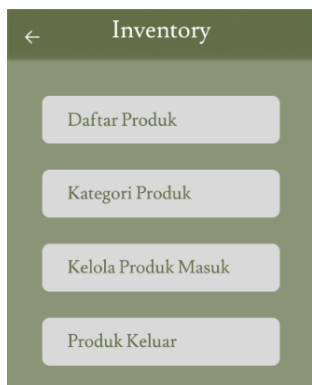 Inventory
Daftar Produk
Kategori Produk
Kelola Produk Masuk
Produk Keluar